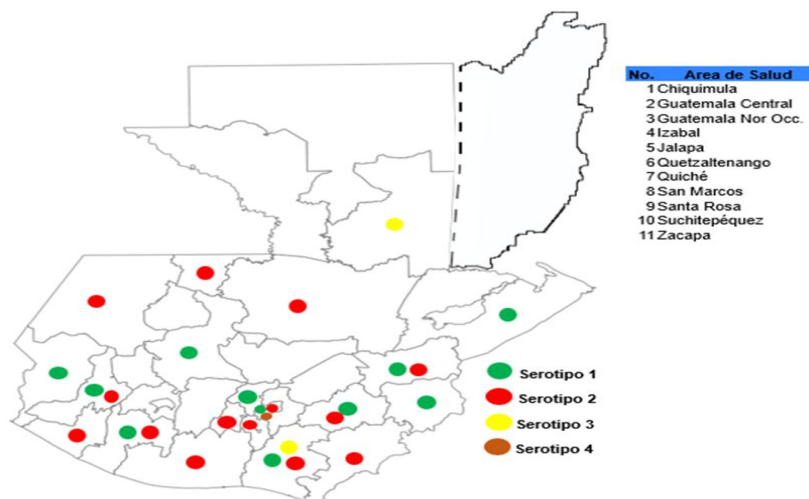 No. Area de Salud
1 Chiquimula
2 Guatemala Central
3 Guatemala Nor Occ.
4 Izabal
5 Jalapa
6 Quetzaltenango
7 Quiché
8 San Marcos
9 Santa Rosa
10 Suchitepéquez
11 Zacapa
Serotipo 1
Serotipo 2
Serotipo 3
Serotipo 4